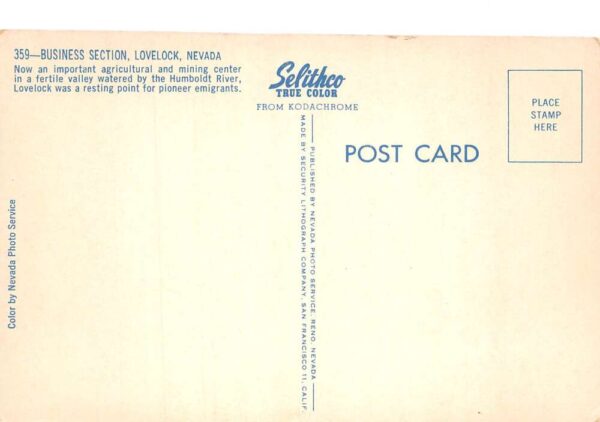 359—BUSINESS SECTION, LOVELOCK, NEVADA
Now an important agricultural and mining center
in a fertile valley watered by the Humboldt River,
Lovelock was a resting point for pioneer emigrants.
Selithco
TRUE COLOR
FROM KODACHROME
PLACE
STAMP
HERE
POST CARD
PUBLISHED BY NEVADA PHOTO SERVICE, RENO, NEVADA
MADE BY SECURITY LITHOGRAPH COMPANY, SAN FRANCISCO 11, CALIF.
Color by Nevada Photo Service